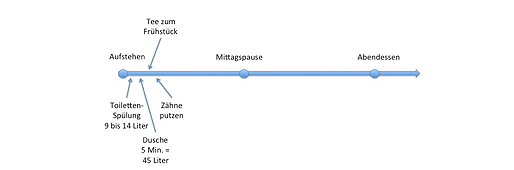 Tee zum
Frühstück
Aufstehen
Mittagspause
Abendessen
Toiletten-
Spülung
9 bis 14 Liter
Zähne
putzen
Dusche
5 Min. =
45 Liter